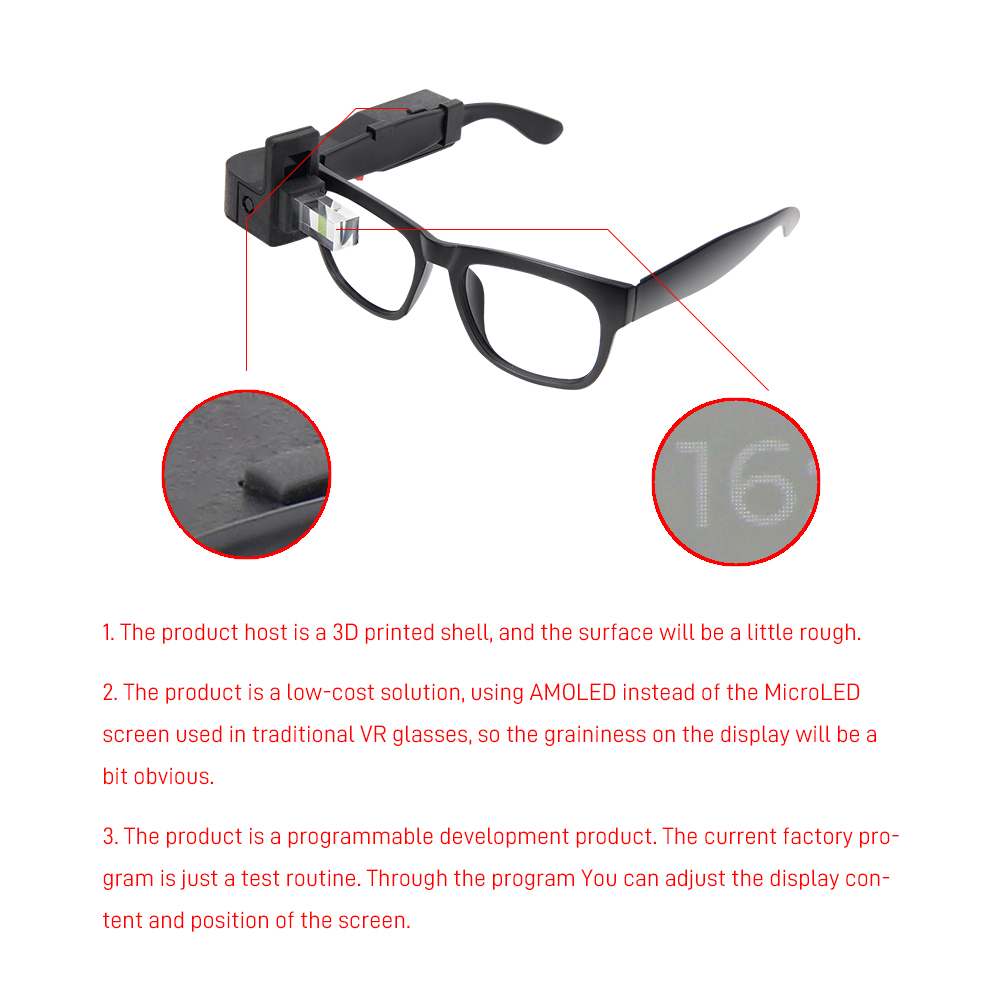 16
1. The product host is a 3D printed shell, and the surface will be a little rough.
2. The product is a low-cost solution, using AMOLED instead of the MicroLED
screen used in traditional VR glasses, so the graininess on the display will be a
bit obvious.
3. The product is a programmable development product. The current factory pro-
gram is just a test routine. Through the program You can adjust the display con-
tent and position of the screen.